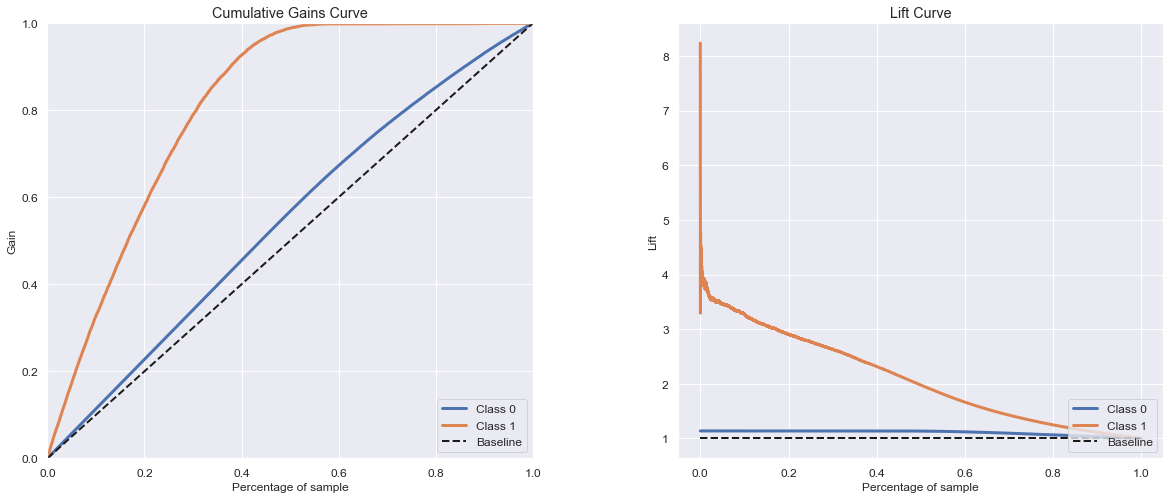 Cumulative Gains Curve
Gain
1.0
0.8
0.6
0.4
0.2
0.0
0.0 0.2 0.4 0.6 0.8 1.0
Percentage of sample
Class 0
Class 1
Baseline
Lift Curve
Lift
8
7
6
5
4
3
2
1
0.0 0.2 0.4 0.6 0.8 1.0
Percentage of sample
Class 0
Class 1
Baseline